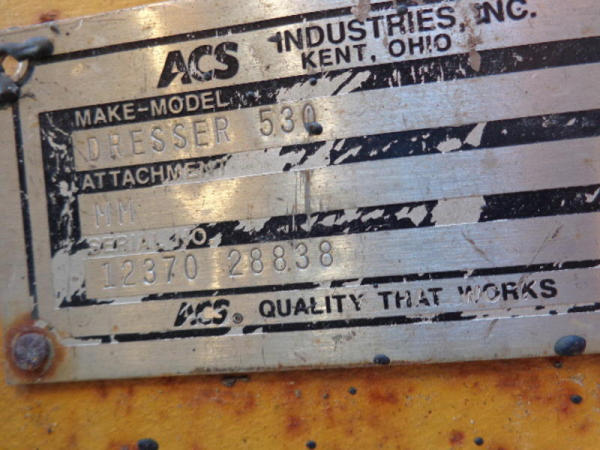 ACS INDUSTRIES, INC.
KENT, OHIO
MAKE-MODEL
DRESSER 530
ATTACHMENT
MM
SERIAL NO.
12370 28838
ACS® QUALITY THAT WORKS